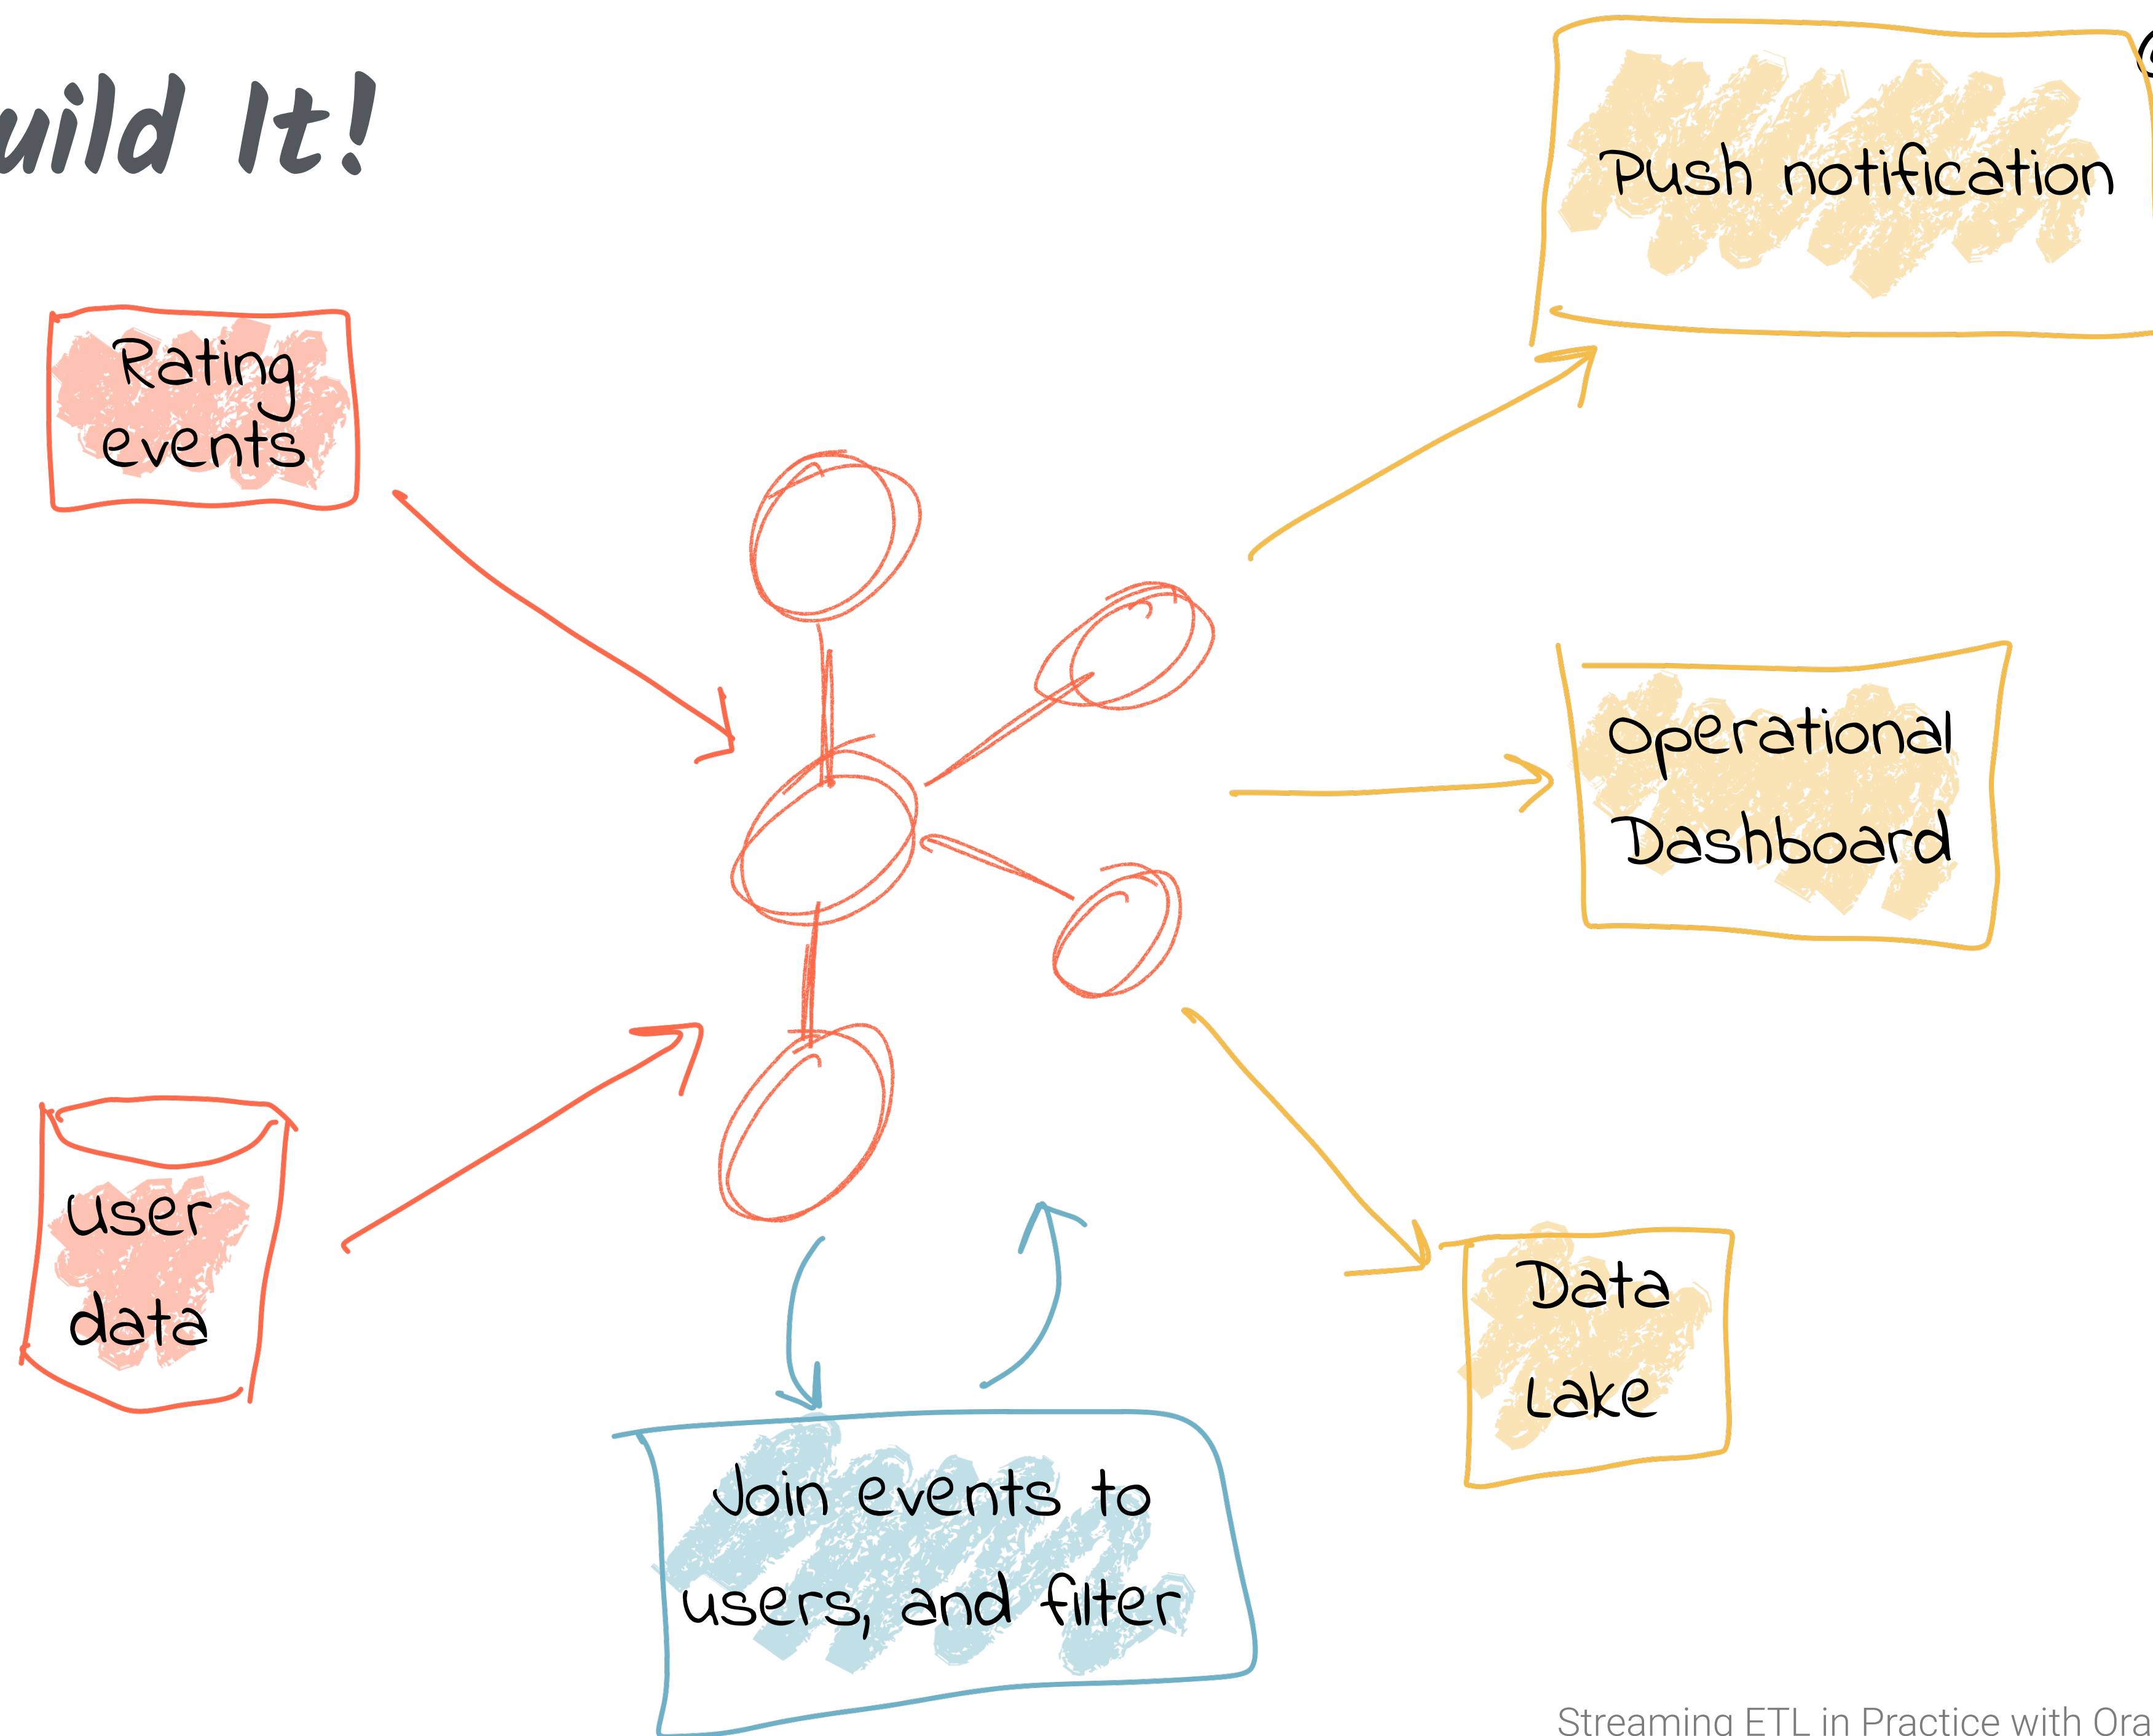 uild It!
Push notification
Rating
events
Operational
Dashboard
User
data
Data
Lake
Join events to
users, and filter
Streaming ETL in Practice with Ora